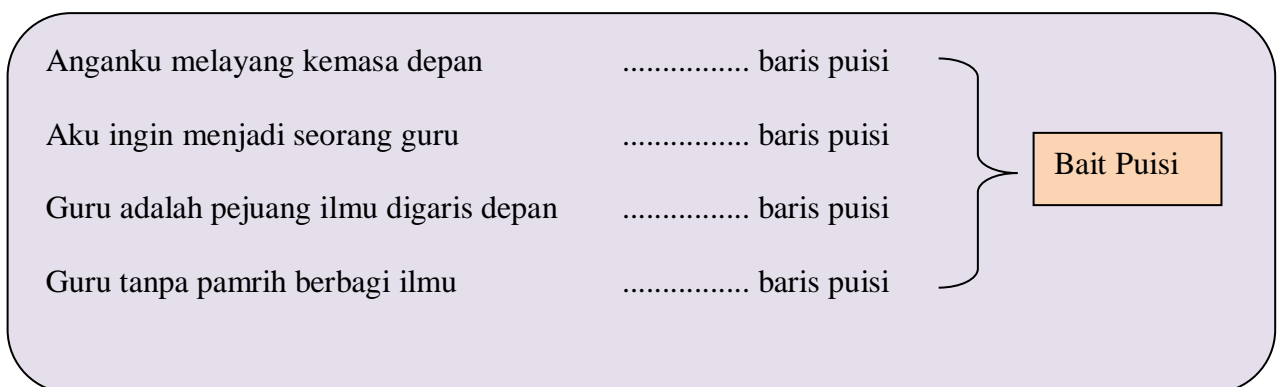 Anganku melayang kemasa depan ................ baris puisi
Aku ingin menjadi seorang guru ................ baris puisi
Guru adalah pejuang ilmu digaris depan ................ baris puisi
Guru tanpa pamrih berbagi ilmu ................ baris puisi
Bait Puisi